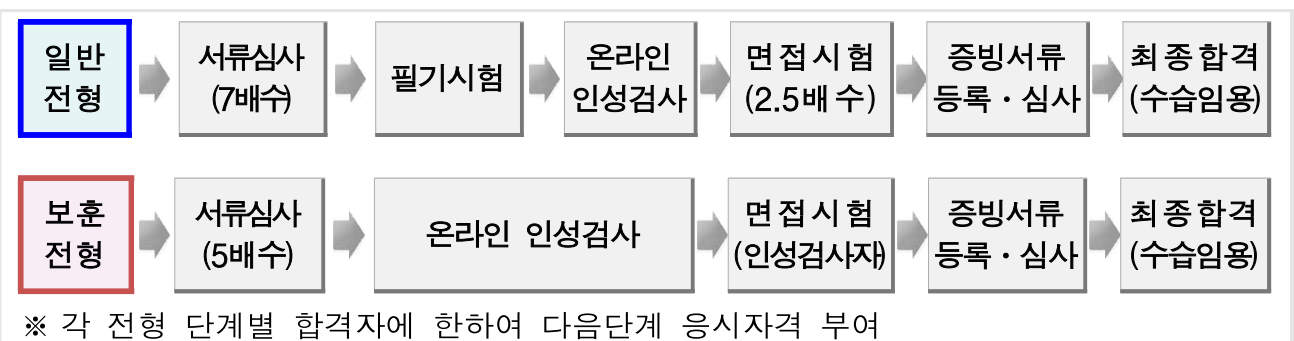 일반
전형
서류심사
(7배수)
필기시험
온라인
인성검사
면접시험
(2.5배수)
증빙서류
등록・심사
최종합격
(수습임용)
보훈
전형
서류심사
(5배수)
온라인 인성검사
면접시험
(인성검사자)
증빙서류
등록・심사
최종합격
(수습임용)
※ 각 전형 단계별 합격자에 한하여 다음단계 응시자격 부여